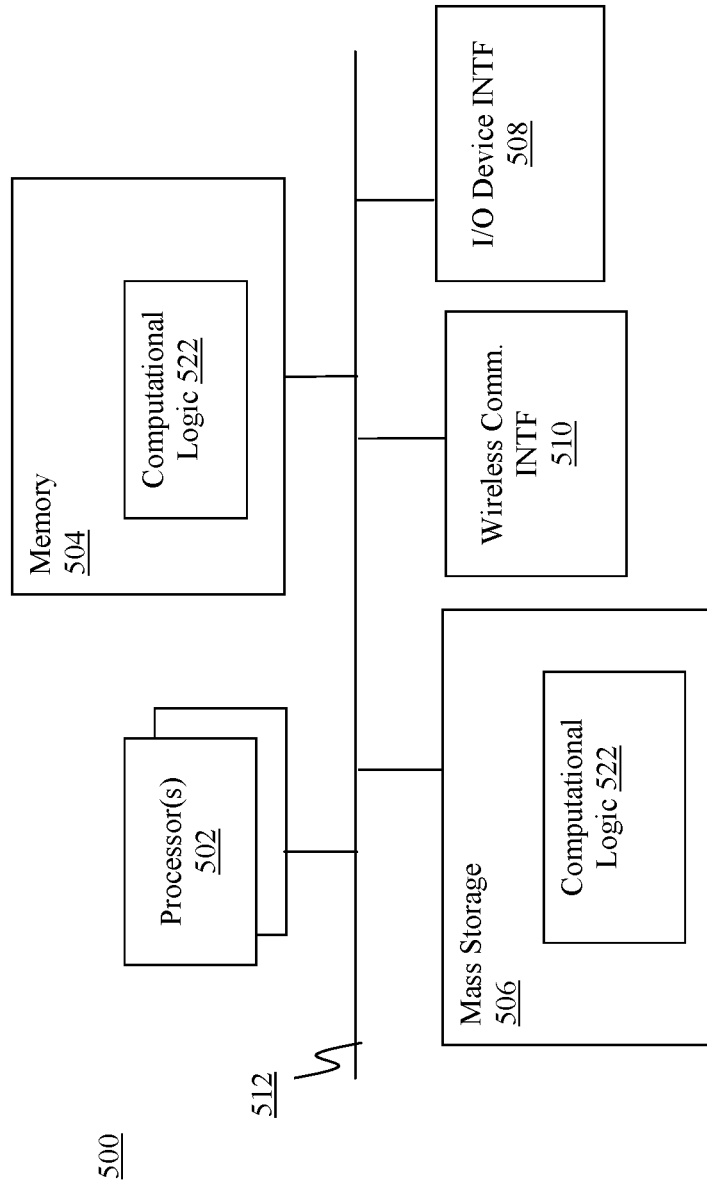 500
512
Processor(s)
502
Memory
504
Computational
Logic 522
Mass Storage
506
Computational
Logic 522
Wireless Comm.
INTF
510
I/O Device INTF
508